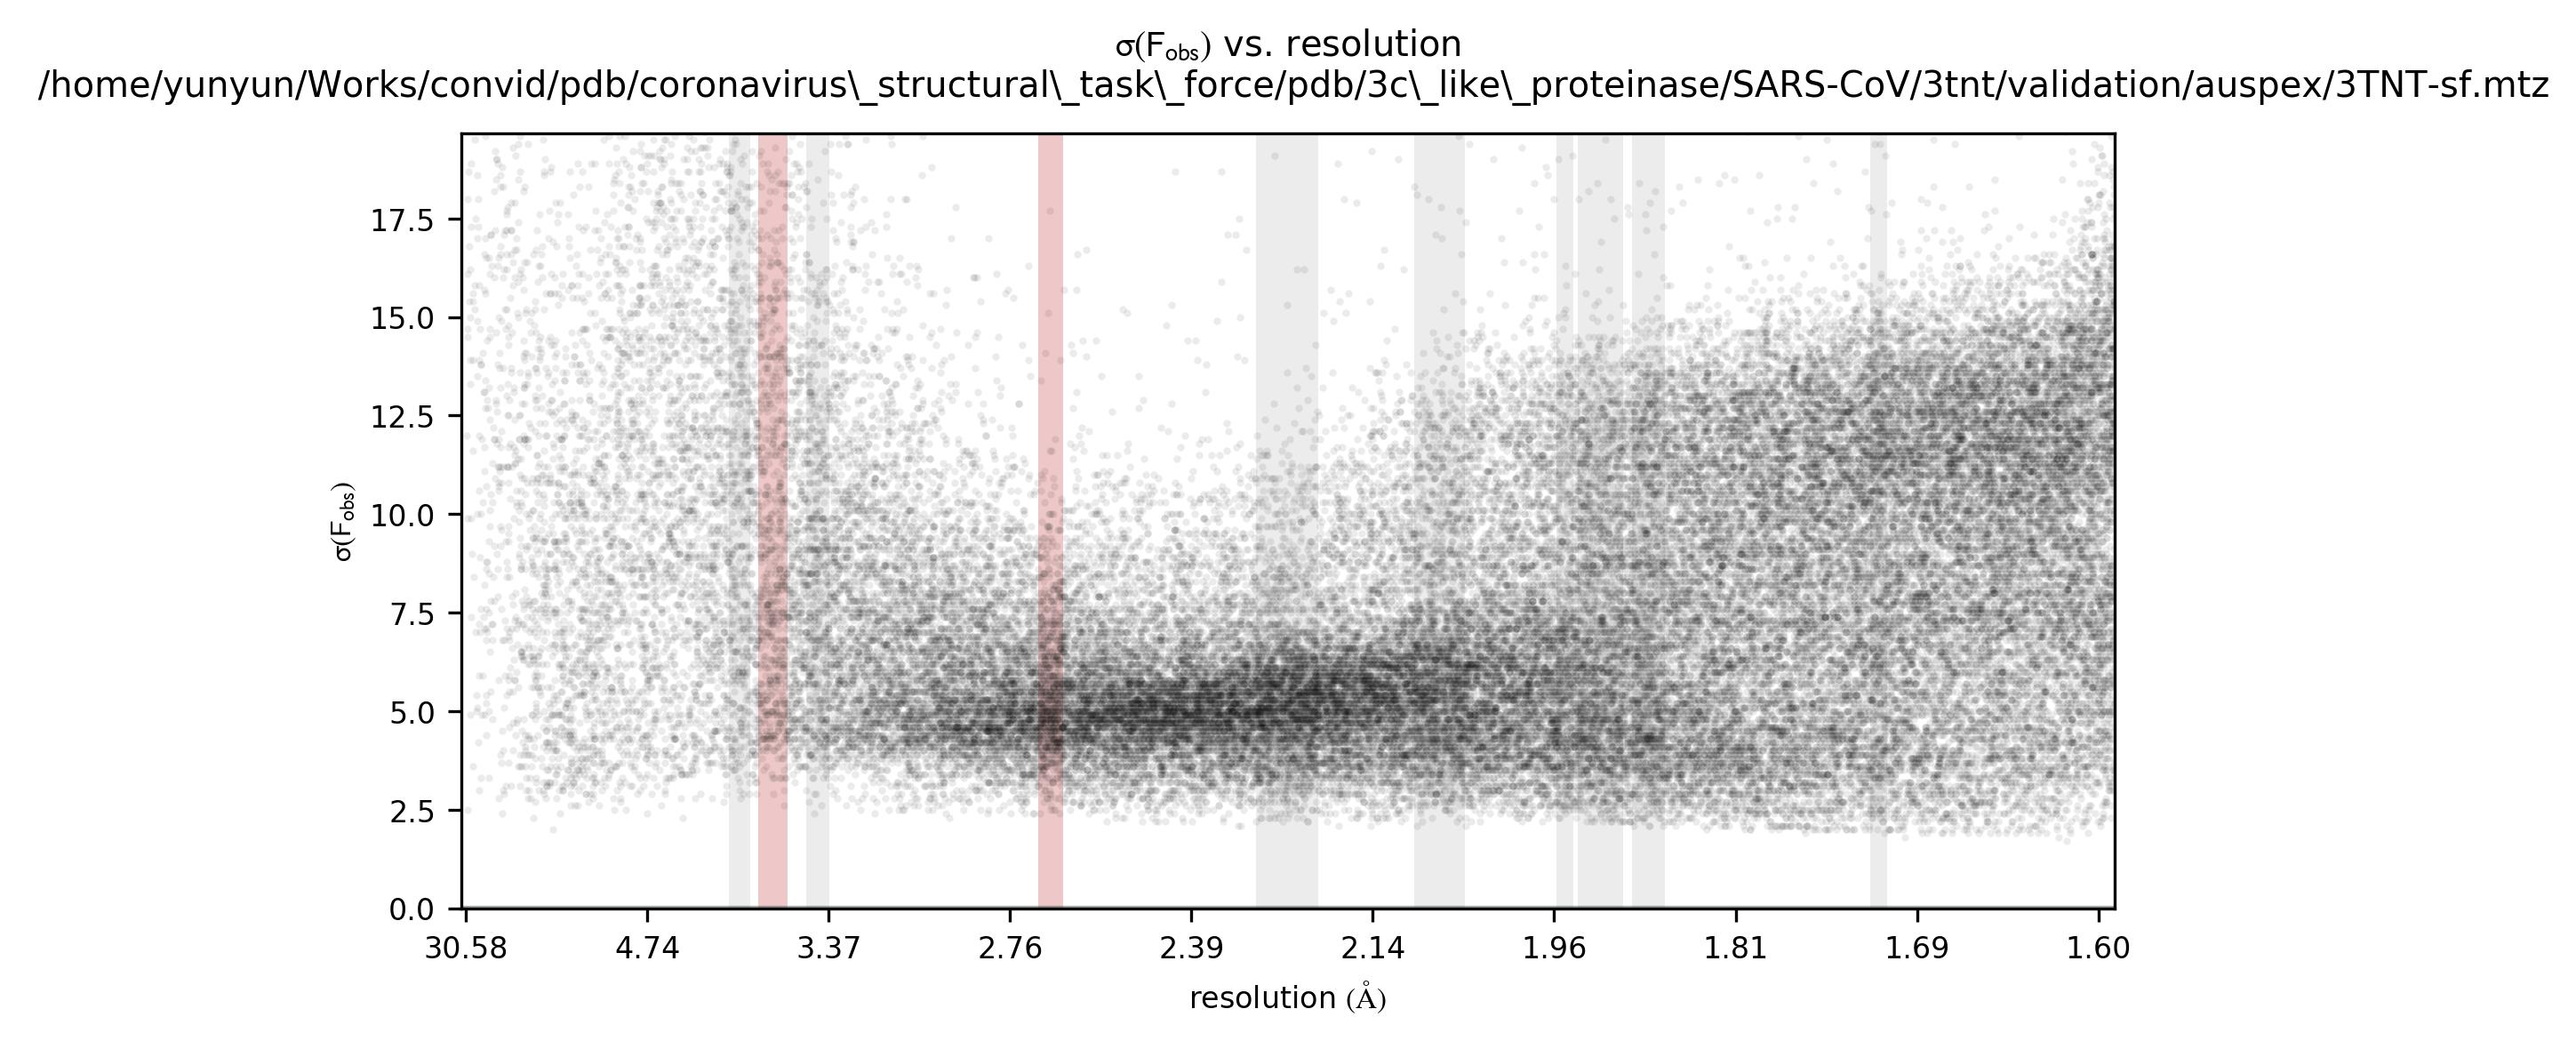 σ(Fobs) vs. resolution
/home/yunyun/Works/convid/pdb/coronavirus\_structural\_task\_force/pdb/3c\_like\_proteinase/SARS-CoV/3tnt/validation/auspex/3TNT-sf.mtz
σ(Fobs)
17.5
15.0
12.5
10.0
7.5
5.0
2.5
0.0
30.58 4.74 3.37 2.76 2.39 2.14 1.96 1.81 1.69 1.60
resolution (Å)